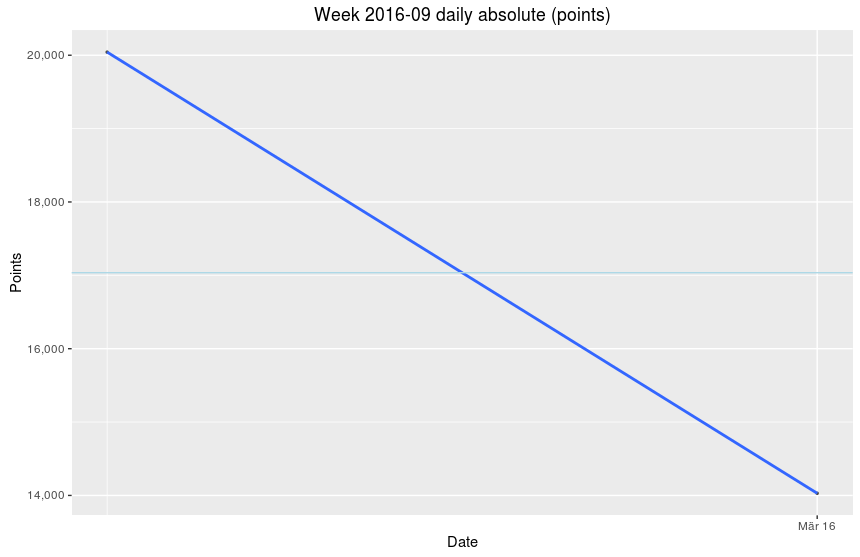 Week 2016-09 daily absolute (points)
20,000
18,000
16,000
14,000
Points
Mär 16
Date